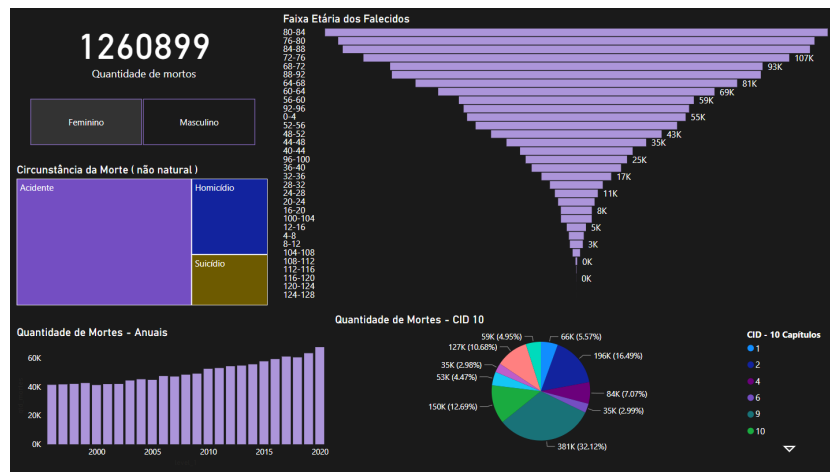 1260899
Quantidade de mortos
Feminino
Masculino
Circunstância da Morte ( não natural )
Acidente
Homicídio
Suicídio
Faixa Etária dos Falecidos
80-84
76-80
84-88
72-76
107K
68-72
93K
88-92
64-68
81K
60-64
69K
56-60
59K
92-96
0-4
55K
52-56
48-52
43K
44-48
35K
40-44
96-100
25K
36-40
32-36
17K
28-32
24-28
11K
20-24
16-20
8K
100-104
12-16
5K
4-8
8-12
3K
104-108
108-112
0K
112-116
116-120
0K
120-124
124-128
Quantidade de Mortes - Anuais
60K
40K
20K
0K
2000
2005
2010
2015
2020
Quantidade de Mortes - CID 10
59K (4.95%)
66K (5.57%)
127K (10.68%)
196K (16.49%)
35K (2.98%)
53K (4.47%)
84K (7.07%)
150K (12.69%)
35K (2.99%)
381K (32.12%)
CID - 10 Capítulos
1
2
4
6
9
10